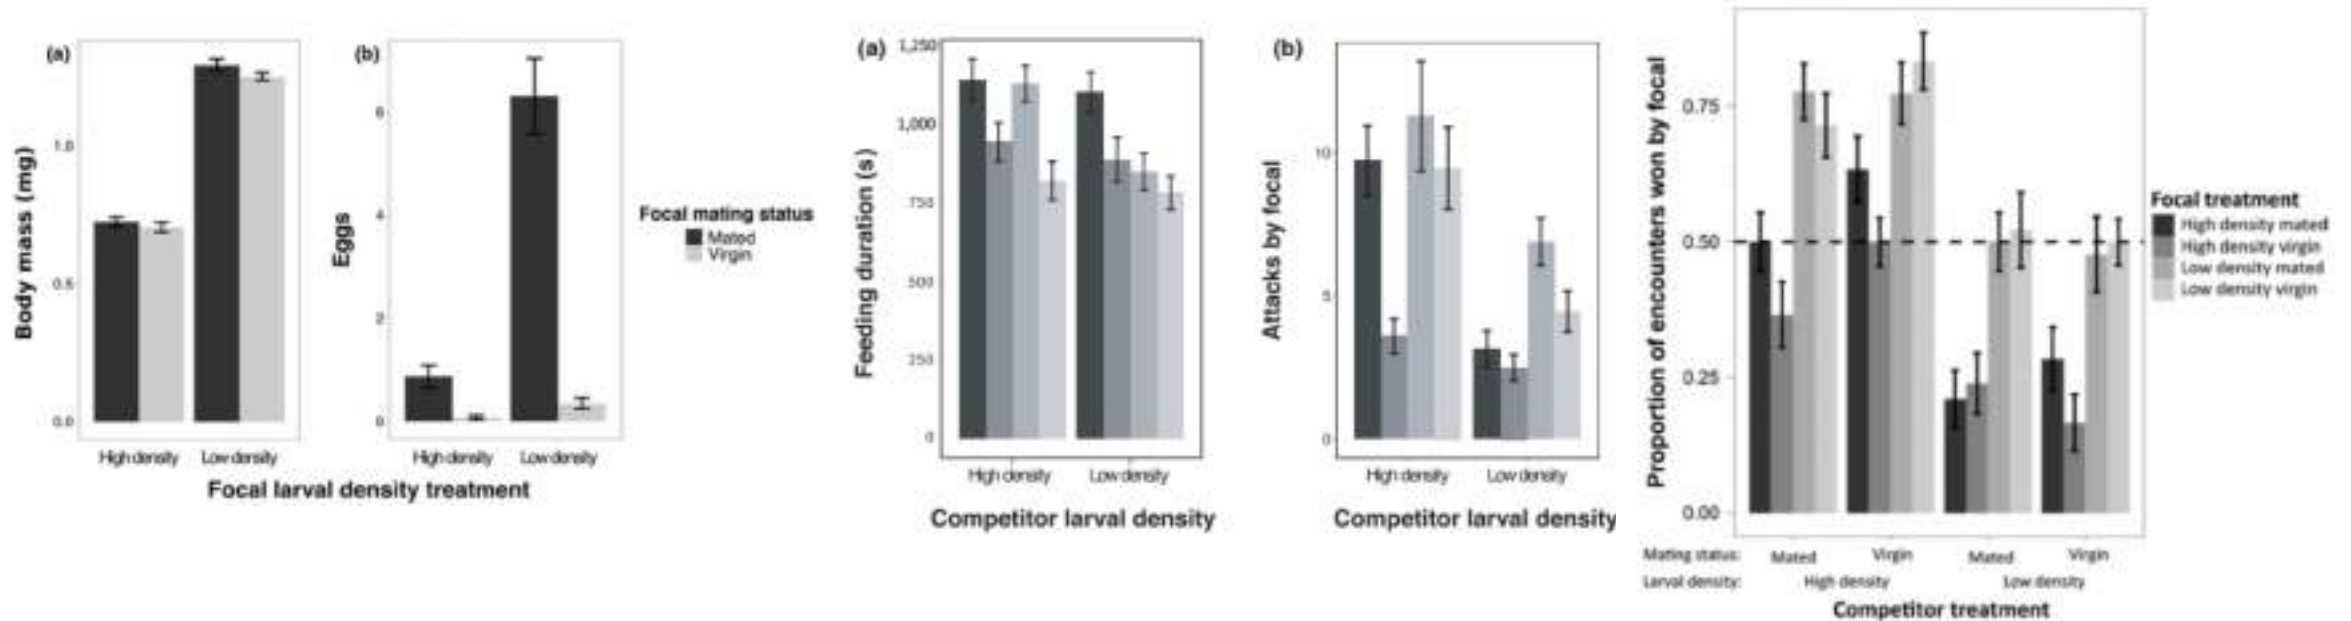 (a)
Body mass (mg)
1.0
0.5
0.0
High density Low density
(b)
Eggs
6
4
2
0
High density Low density
Focal larval density treatment
Focal mating status
Mated
Virgin
(a)
Feeding duration (s)
1,250
1,000
750
500
250
0
High density Low density
Competitor larval density
(b)
Attacks by focal
10
5
0
High density Low density
Competitor larval density
Proportion of encounters won by focal
0.75
0.50
0.25
0.00
Mating status: Mated Virgin Mated Virgin
Larval density: High density Low density
Competitor treatment
Focal treatment
High density mated
High density virgin
Low density mated
Low density virgin